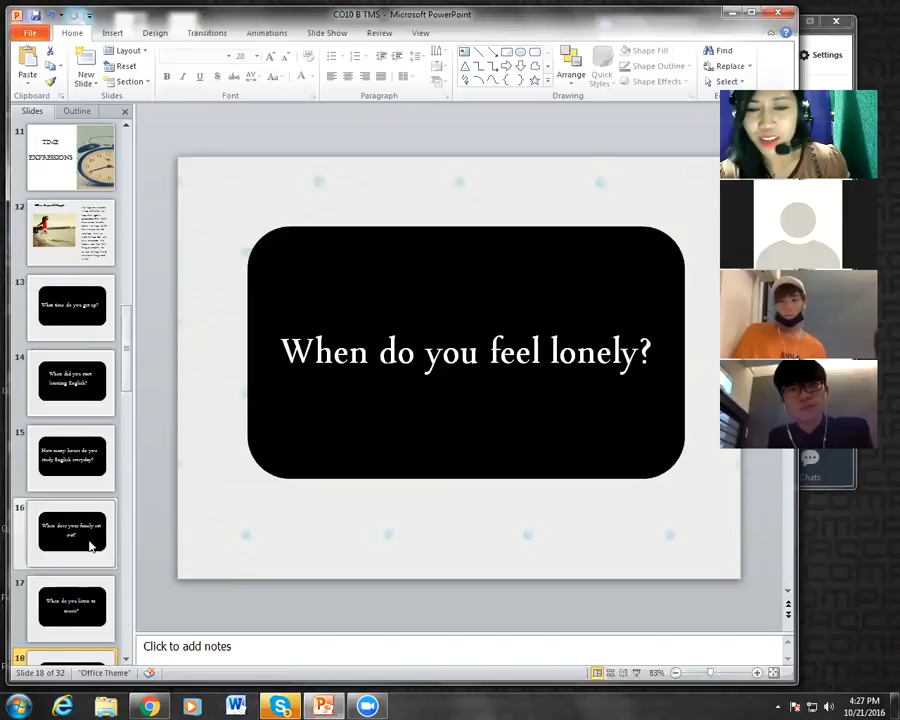 CO10 B TMS - Microsoft PowerPoint
File Home Insert Design Transitions Animations Slide Show Review View
Settings
Paste
New
Slide
Layout
Reset
Section
28
Arrange
Quick
Styles
Shape Fill
Shape Outline
Shape Effects
Find
Replace
Select
Clipboard Slides Font Paragraph Drawing
Slides Outline
11
TIME
EXPRESSIONS
12
13
What time do you get up?
14
When did you start
learning English?
15
How many hours do you
study English everyday?
16
When does your family eat
out?
17
When do you listen to
music?
18
When do you feel lonely?
Chats
Click to add notes
Slide 18 of 32 "Office Theme" 83%
4:27 PM
10/21/2016